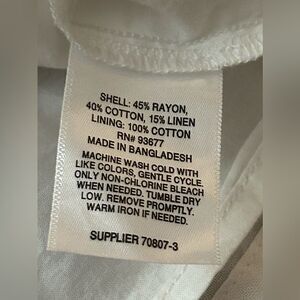 SHELL: 45% RAYON,
40% COTTON, 15% LINEN
LINING: 100% COTTON
RN# 93677
MADE IN BANGLADESH
MACHINE WASH COLD WITH
LIKE COLORS, GENTLE CYCLE.
ONLY NON-CHLORINE BLEACH
WHEN NEEDED. TUMBLE DRY
LOW. REMOVE PROMPTLY.
WARM IRON IF NEEDED.
SUPPLIER 70807-3